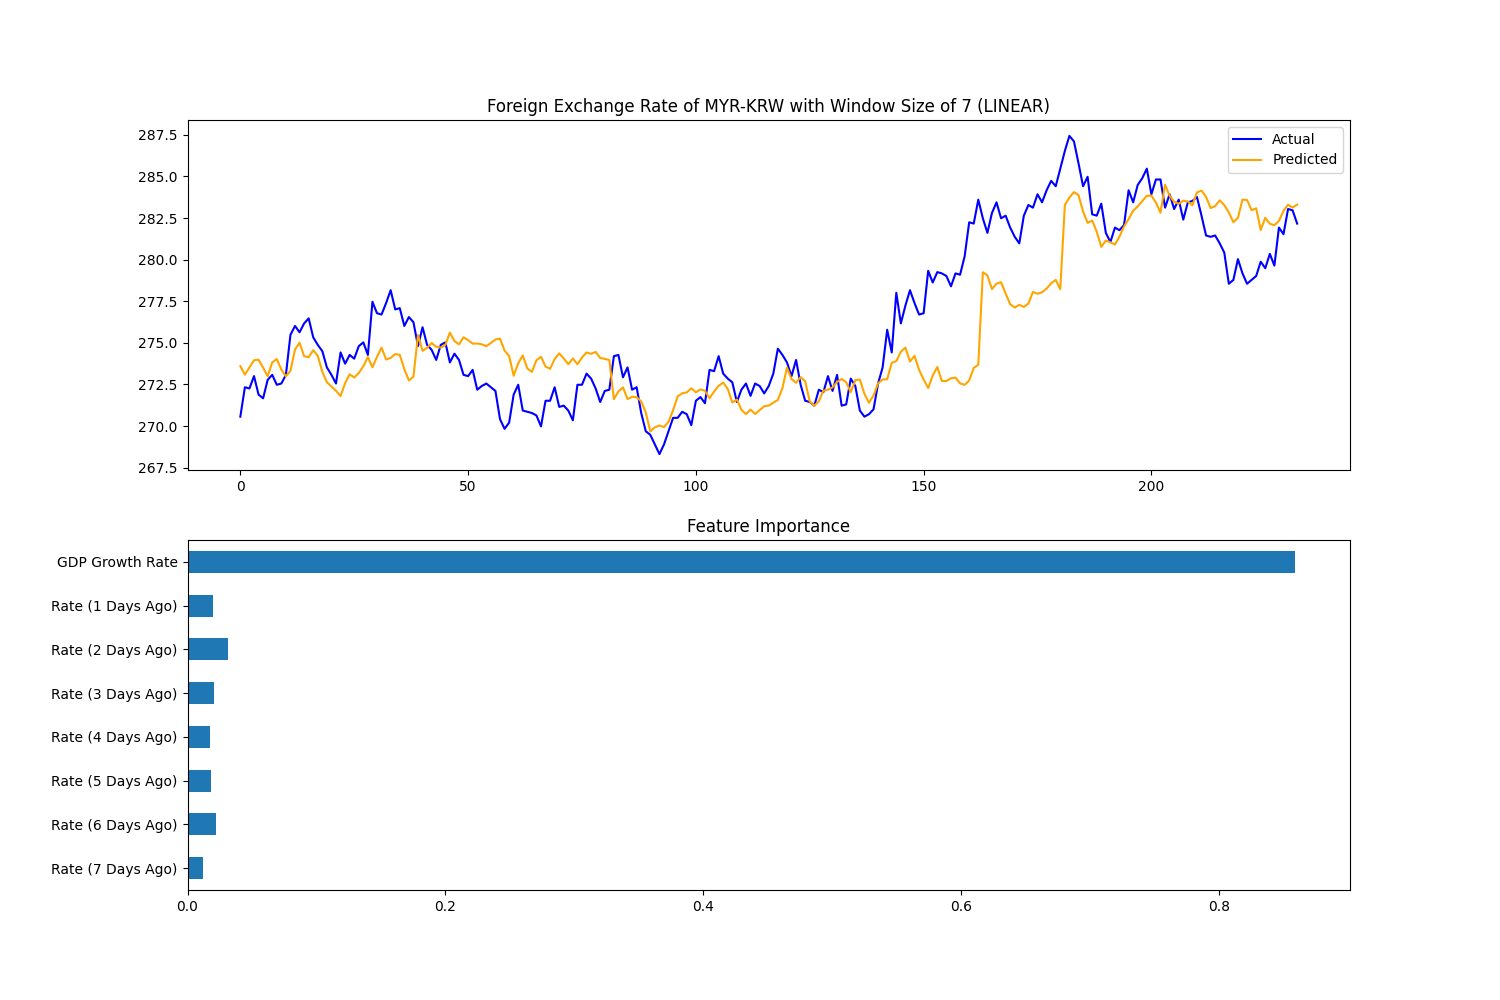 Foreign Exchange Rate of MYR-KRW with Window Size of 7 (LINEAR)
287.5
285.0
282.5
280.0
277.5
275.0
272.5
270.0
267.5
Actual
Predicted
0 50 100 150 200
Feature Importance
GDP Growth Rate
Rate (1 Days Ago)
Rate (2 Days Ago)
Rate (3 Days Ago)
Rate (4 Days Ago)
Rate (5 Days Ago)
Rate (6 Days Ago)
Rate (7 Days Ago)
0.0 0.2 0.4 0.6 0.8